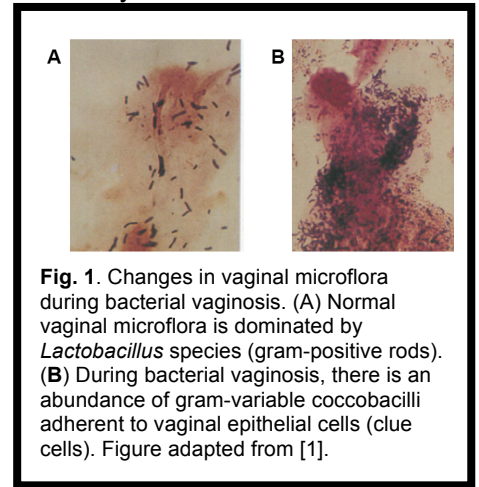 A
B
Fig. 1. Changes in vaginal microflora
during bacterial vaginosis. (A) Normal
vaginal microflora is dominated by
Lactobacillus species (gram-positive rods).
(B) During bacterial vaginosis, there is an
abundance of gram-variable coccobacilli
adherent to vaginal epithelial cells (clue
cells). Figure adapted from [1].